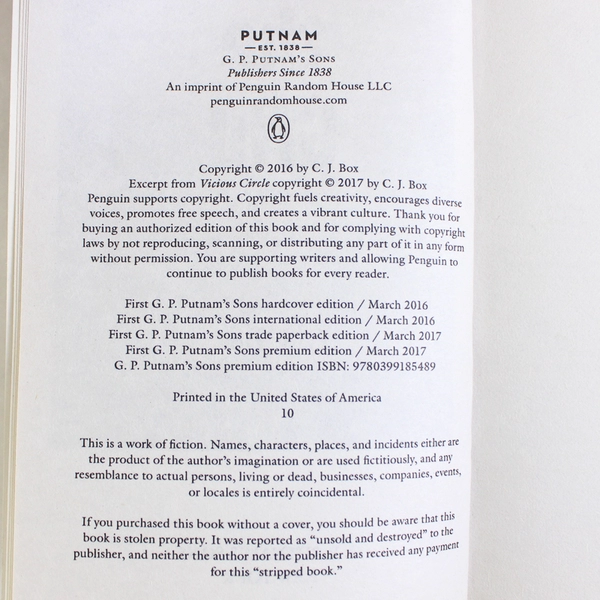 PUTNAM
— EST. 1838 —
G. P. PUTNAM'S SONS
Publishers Since 1838
An imprint of Penguin Random House LLC
penguinrandomhouse.com
Copyright © 2016 by C. J. Box
Excerpt from Vicious Circle copyright © 2017 by C. J. Box
Penguin supports copyright. Copyright fuels creativity, encourages diverse
voices, promotes free speech, and creates a vibrant culture. Thank you for
buying an authorized edition of this book and for complying with copyright
laws by not reproducing, scanning, or distributing any part of it in any form
without permission. You are supporting writers and allowing Penguin to
continue to publish books for every reader.
First G. P. Putnam's Sons hardcover edition / March 2016
First G. P. Putnam's Sons international edition / March 2016
First G. P. Putnam's Sons trade paperback edition / March 2017
First G. P. Putnam's Sons premium edition / March 2017
G. P. Putnam's Sons premium edition ISBN: 9780399185489
Printed in the United States of America
10
This is a work of fiction. Names, characters, places, and incidents either are
the product of the author's imagination or are used fictitiously, and any
resemblance to actual persons, living or dead, businesses, companies, events,
or locales is entirely coincidental.
If you purchased this book without a cover, you should be aware that this
book is stolen property. It was reported as "unsold and destroyed" to the
publisher, and neither the author nor the publisher has received any payment
for this "stripped book."